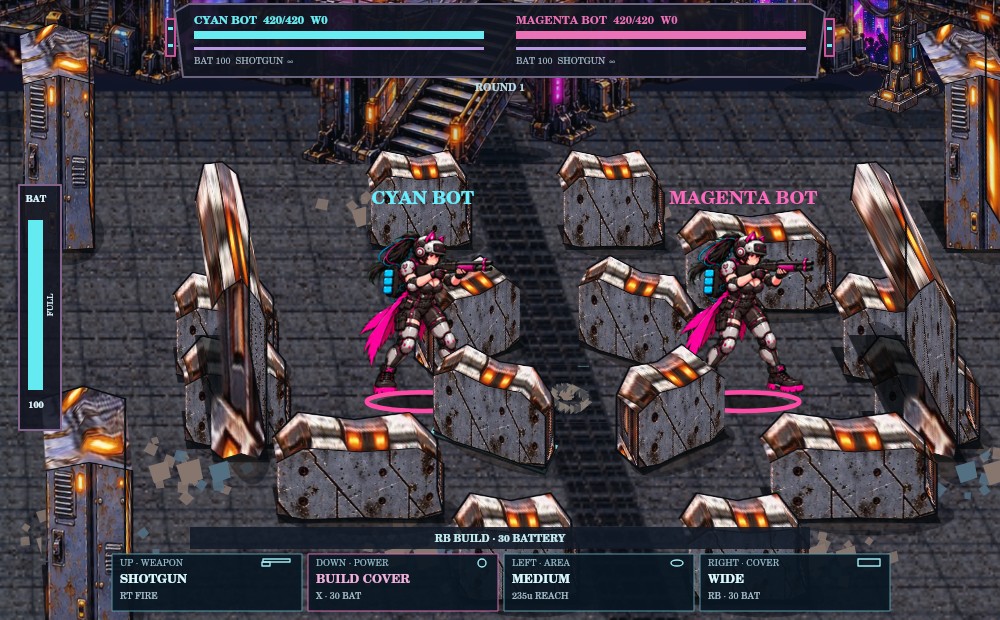 CYAN BOT 420/420 W0
MAGENTA BOT 420/420 W0
BAT 100 SHOTGUN ∞
BAT 100 SHOTGUN ∞
ROUND 1
CYAN BOT
MAGENTA BOT
BAT
FULL
100
RB BUILD · 30 BATTERY
UP · WEAPON
SHOTGUN
RT FIRE
DOWN · POWER
BUILD COVER
X · 30 BAT
LEFT · AREA
MEDIUM
235u REACH
RIGHT · COVER
WIDE
RB · 30 BAT